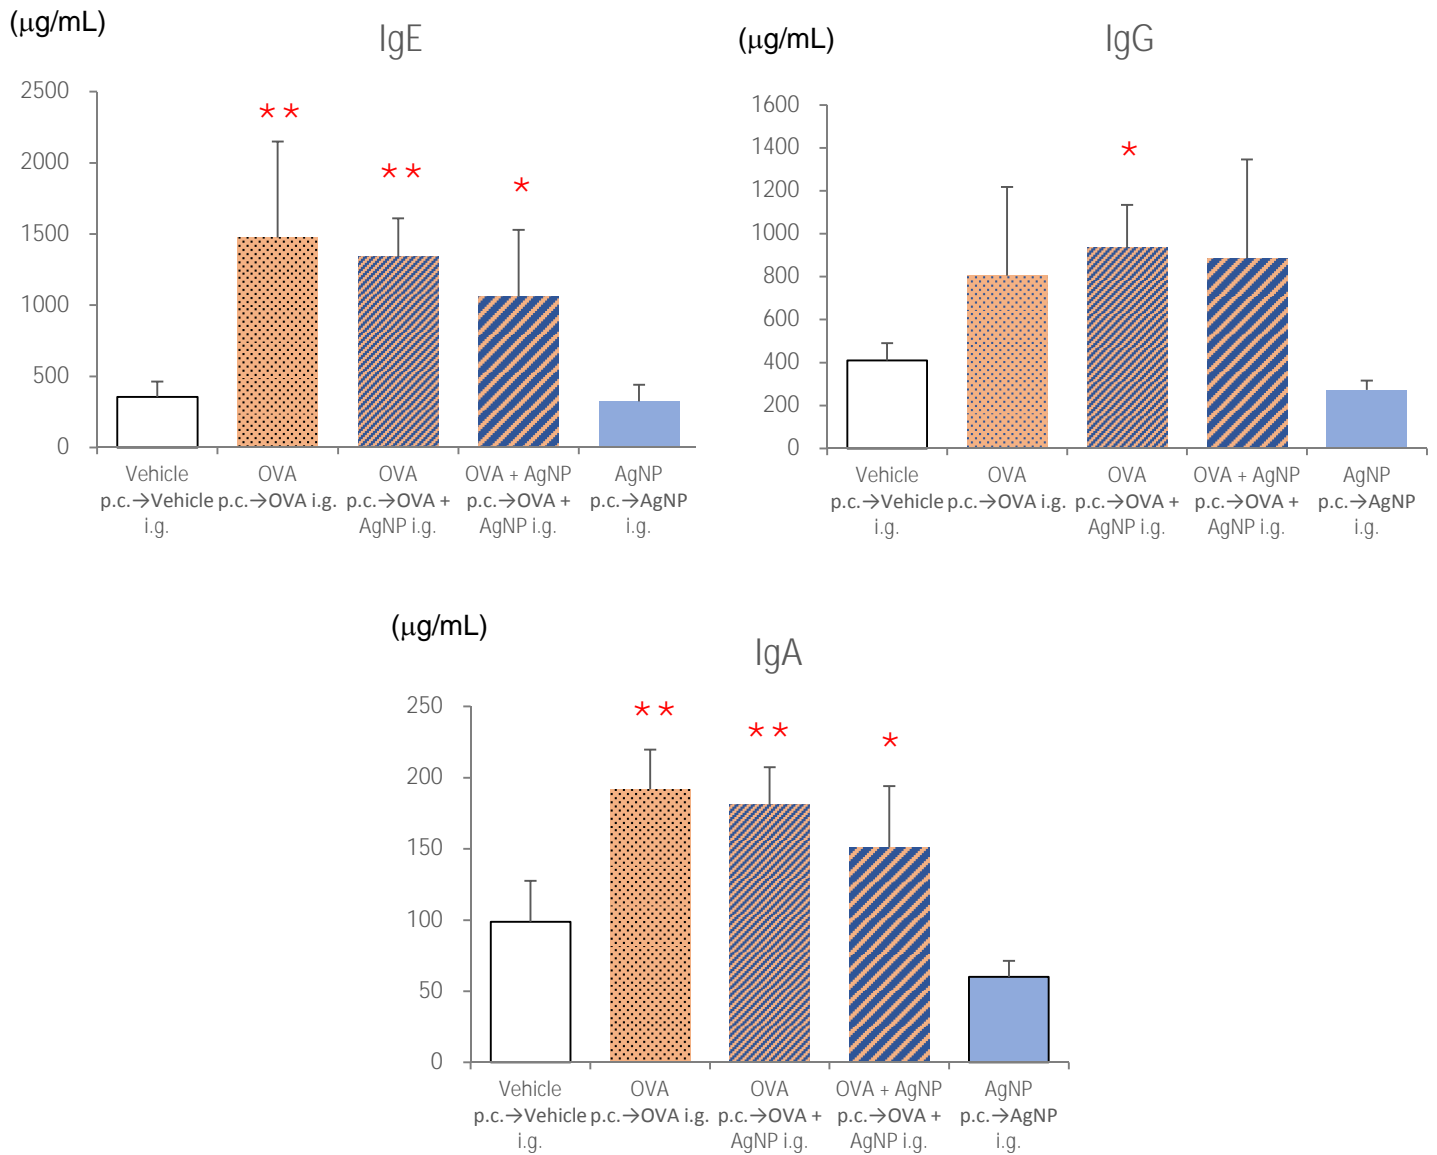 (μg/mL)
IgE
2500
2000
1500
1000
500
0
**
**
*
Vehicle
p.c.→Vehicle
i.g.
OVA
p.c.→OVA i.g.
OVA
p.c.→OVA +
AgNP i.g.
OVA + AgNP
p.c.→OVA +
AgNP i.g.
AgNP
p.c.→AgNP
i.g.
(μg/mL)
IgG
1600
1400
1200
1000
800
600
400
200
0
*
Vehicle
p.c.→Vehicle
i.g.
OVA
p.c.→OVA i.g.
OVA
p.c.→OVA +
AgNP i.g.
OVA + AgNP
p.c.→OVA +
AgNP i.g.
AgNP
p.c.→AgNP
i.g.
(μg/mL)
IgA
250
200
150
100
50
0
**
**
*
Vehicle
p.c.→Vehicle
i.g.
OVA
p.c.→OVA i.g.
OVA
p.c.→OVA +
AgNP i.g.
OVA + AgNP
p.c.→OVA +
AgNP i.g.
AgNP
p.c.→AgNP
i.g.